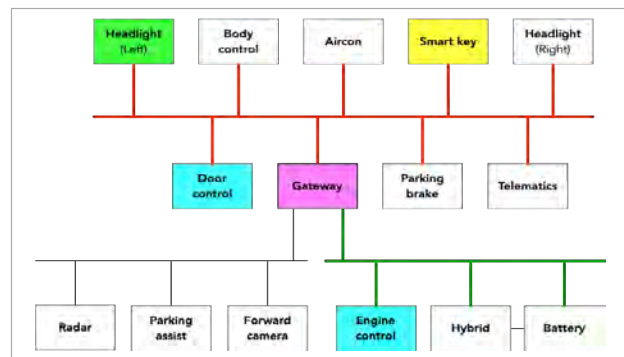 Headlight
(Left)
Body
control
Aircon
Smart key
Headlight
(Right)
Door
control
Gateway
Parking
brake
Telematics
Radar
Parking
assist
Forward
camera
Engine
control
Hybrid
Battery